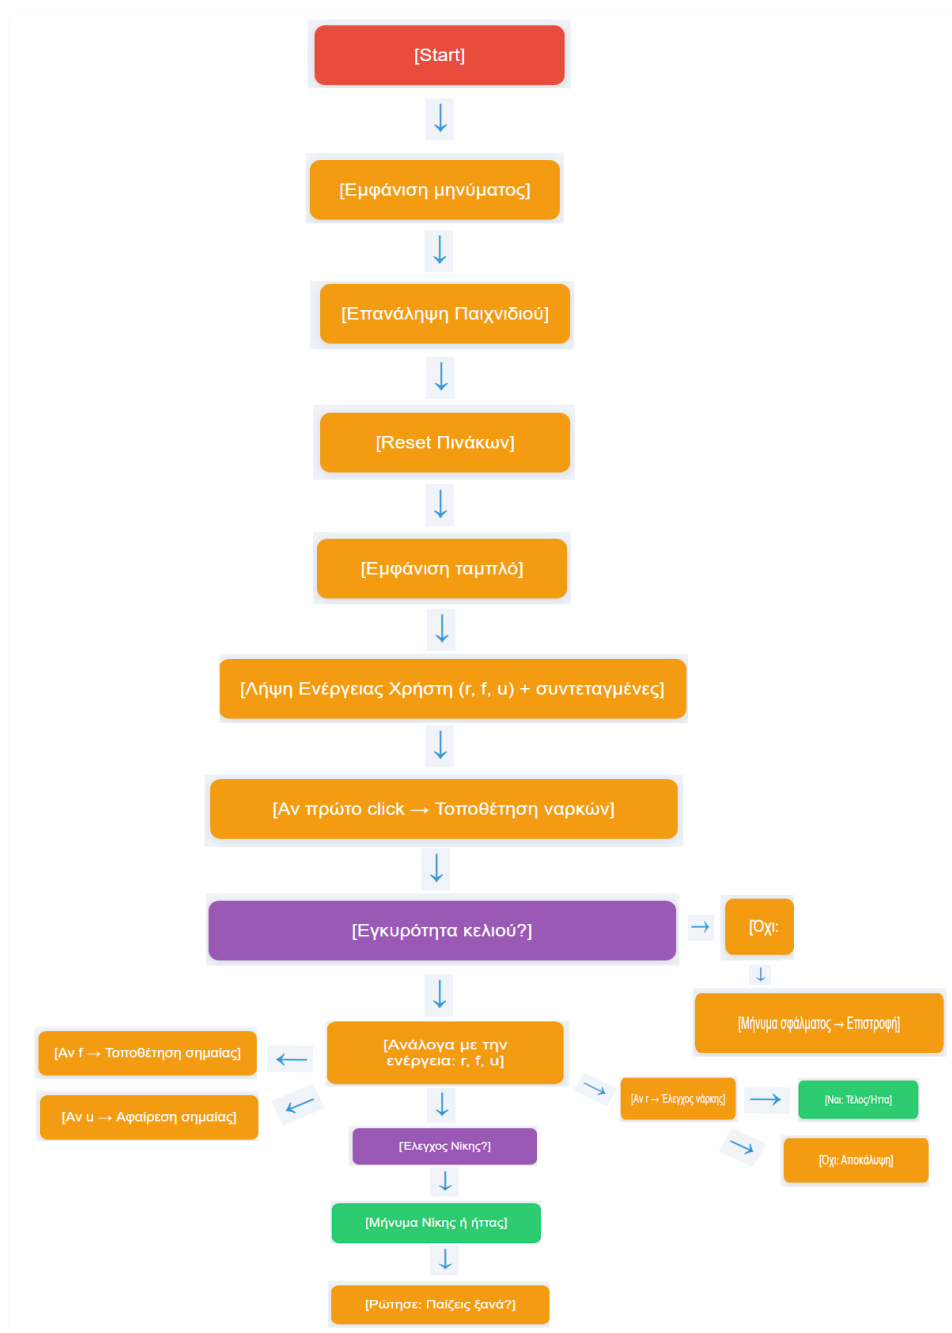 [Start]
[Εμφάνιση μηνύματος]
[Επανάληψη Παιχνιδιού]
[Reset Πινάκων]
[Εμφάνιση ταμπλό]
[Λήψη Ενέργειας Χρήστη (r, f, u) + συντεταγμένες]
[Αν πρώτο click → Τοποθέτηση ναρκών]
[Εγκυρότητα κελιού?]
[Όχι:
[Μήνυμα σφάλματος → Επιστροφή]
[Ανάλογα με την
ενέργεια: r, f, u]
[Αν f → Τοποθέτηση σημαίας]
[Αν u → Αφαίρεση σημαίας]
[Αν r → Έλεγχος νάρκης]
[Ναι: Τέλος/Ήττα]
[Όχι: Αποκάλυψη]
[Έλεγχος Νίκης?]
[Μήνυμα Νίκης ή ήττας]
[Ρώτησε: Παίζεις ξανά?]